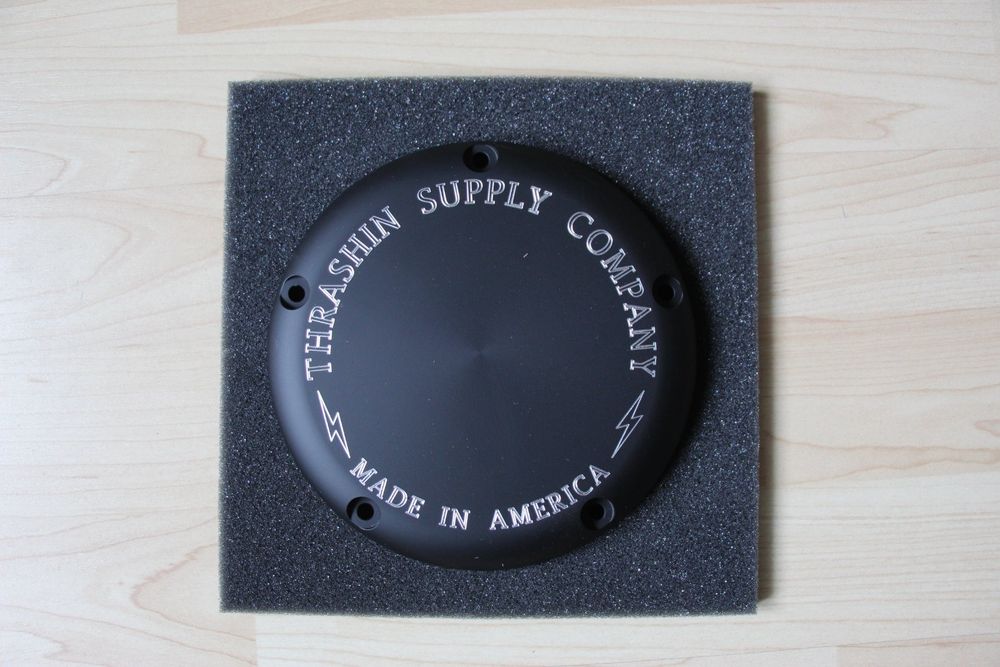 THRASHIN SUPPLY COMPANY
MADE IN AMERICA